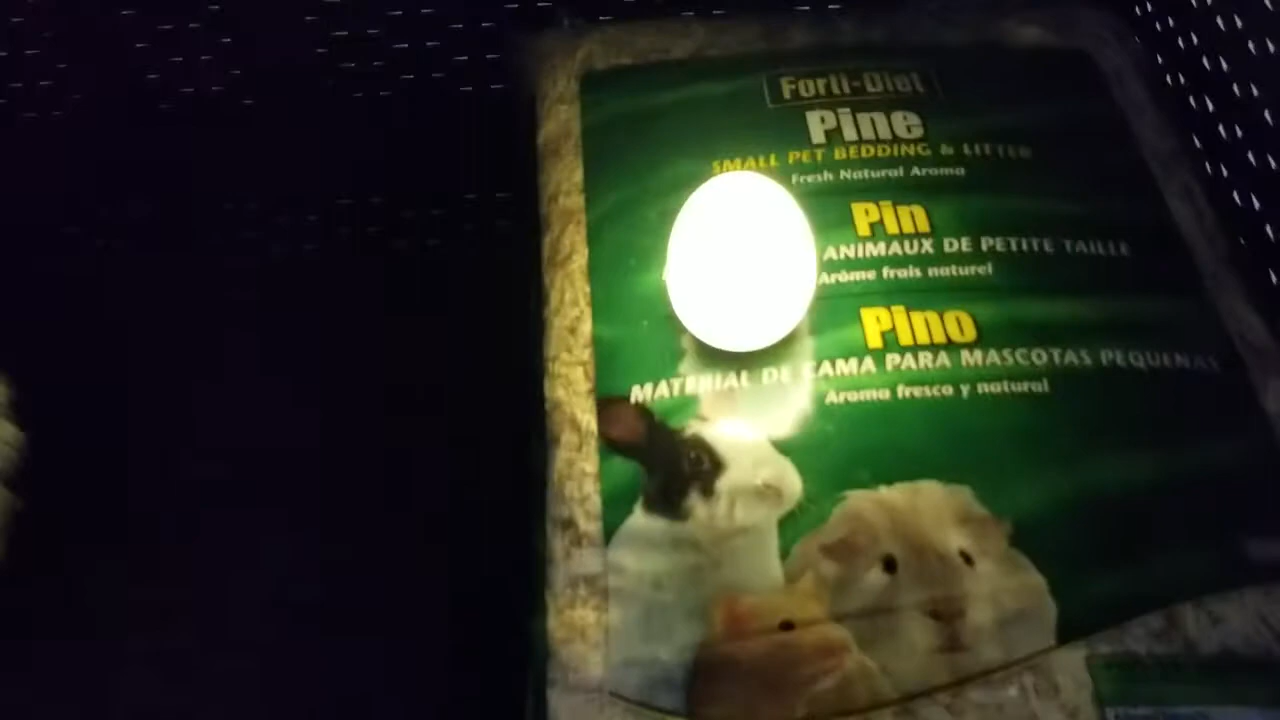 Forti-Diet
Pine
SMALL PET BEDDING & LITTER
Fresh Natural Aroma
Pin
ANIMAUX DE PETITE TAILLE
Arôme frais naturel
Pino
MATERIAL DE CAMA PARA MASCOTAS PEQUEÑAS
Aroma fresco y natural